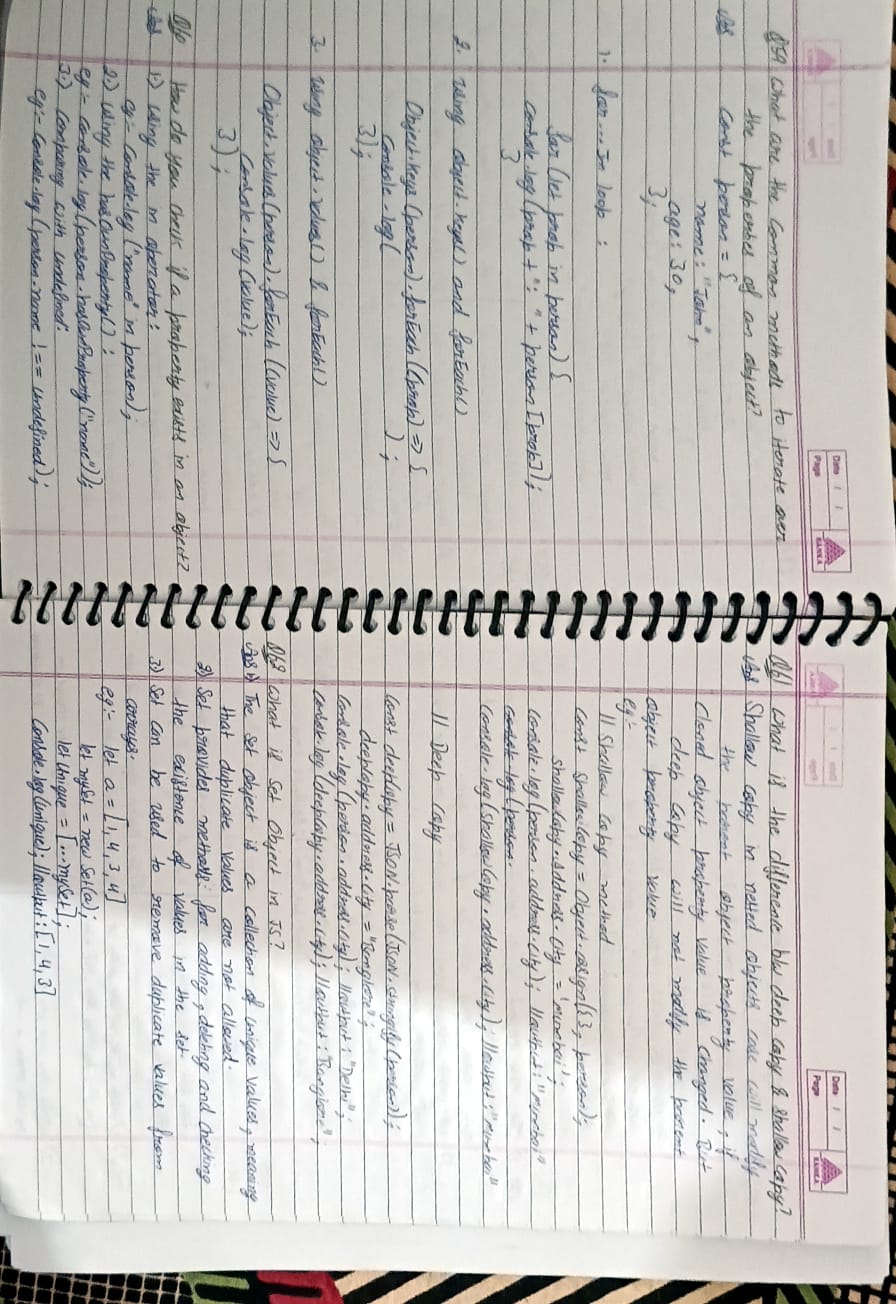 Date
Page
Q59 What are the common methods to iterate over
the properties of an object?
Ans const person = {
name: "John",
age: 30,
};
1. for...in loop :
for (let prop in person) {
console.log (prop + ": " + person [prop]);
}
2. Using object.keys() and forEach()
Object.keys (person).forEach ((prop) => {
console.log( );
});
3. Using object.values() & forEach()
Object.values (person).forEach ((value) => {
console.log (value);
});
Q60 How do you check if a property exists in an object?
Ans 1) Using the in operator:
eg:- console.log ("name" in person);
2) Using the hasOwnProperty() :
eg:- console.log (person.hasOwnProperty ("name"));
3.) Comparing with undefined:
eg:- console.log (person.name !== undefined);
Date
Page
Q61 What is the difference b/w deep copy & shallow copy?
Ans Shallow copy in nested objects case will modify
the parent object property value, if
cloned object property value is changed. But
deep copy will not modify the parent
object property value
eg:-
// Shallow copy method
const shallowCopy = Object.assign({}, person);
shallowCopy.address.city = 'Mumbai';
console.log (person.address.city); //output: "Mumbai"
console.log (person.
console.log (shallowCopy.address.city); //output: "Mumbai"
// Deep copy
const deepCopy = JSON.parse (JSON.stringify (person));
deepCopy.address.city = "Banglore";
console.log (person.address.city); //output: "Delhi";
console.log (deepCopy.address.city); //output: "Banglore";
Q62 What is Set Object in JS?
Ans 1) The set object is a collection of unique values, meaning
that duplicate values are not allowed.
2) Set provides methods: for adding, deleting and checking
the existence of values in the set
3.) Set can be used to remove duplicate values from
arrays.
eg:- let a = [1,4,3,4]
let myset = new Set(a);
let unique = [...myset];
console.log (unique); //output: [1,4,3]